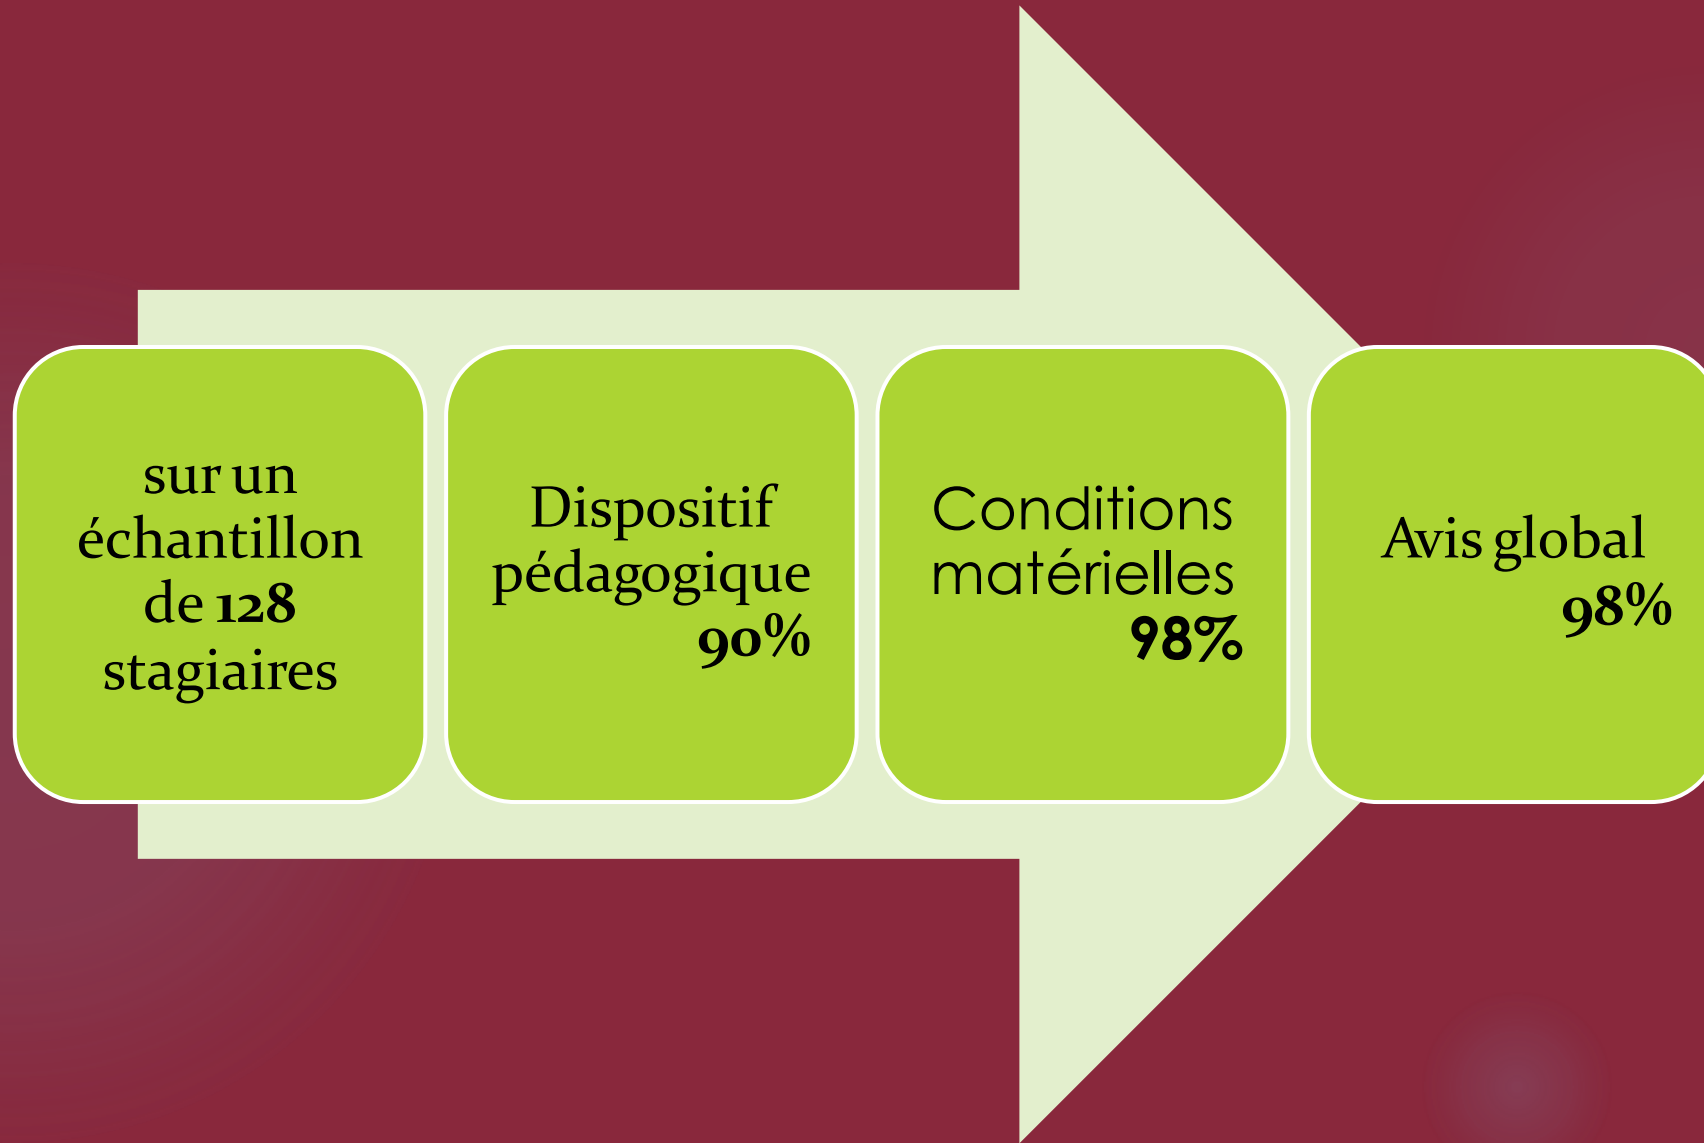 sur un
échantillon
de 128
stagiaires
Dispositif
pédagogique
90%
Conditions
matérielles
98%
Avis global
98%